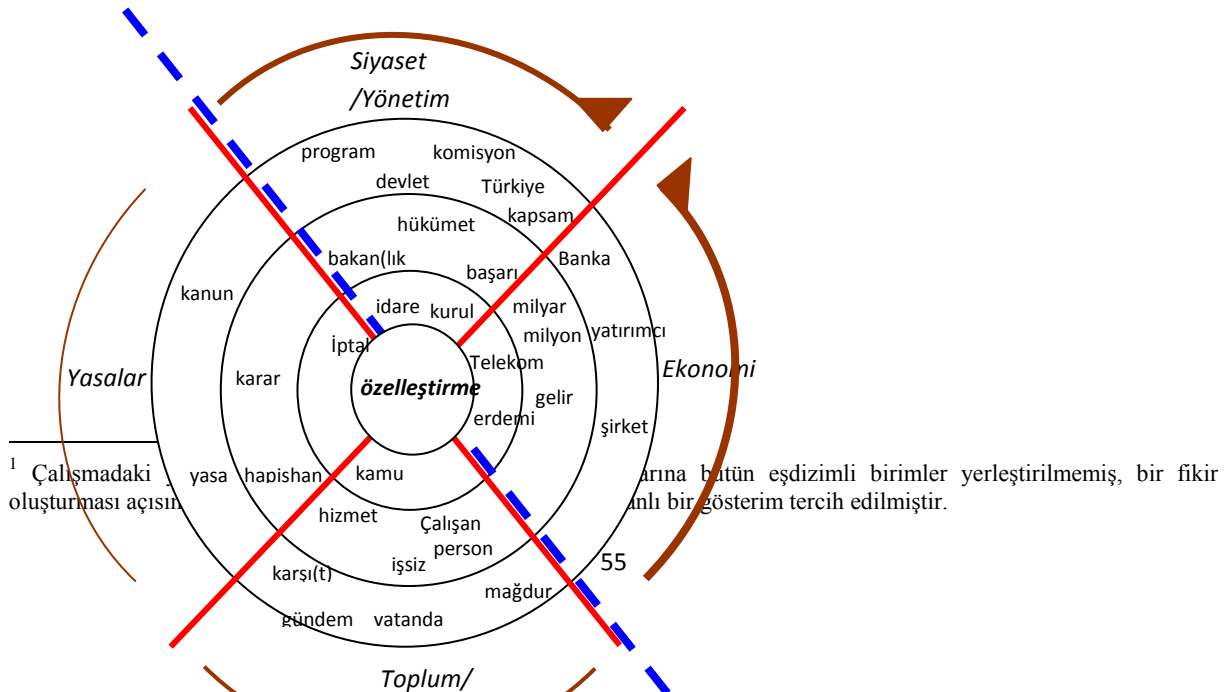 Siyaset
/Yönetim
program komisyon
devlet Türkiye
kapsam
hükümet
bakan(lık başarı Banka
kanun idare kurul milyar
milyon yatırımcı
İptal Telekom
Yasalar karar özelleştirme gelir Ekonomi
erdemi şirket
yasa hapishan kamu
1 Çalışmadaki arına bütün eşdizimli birimler yerleştirilmemiş, bir fikir
oluşturması açısın anlı bir gösterim tercih edilmiştir.
hizmet Çalışan
person
işsiz 55
karşı(t) mağdur
gündem vatanda
Toplum/